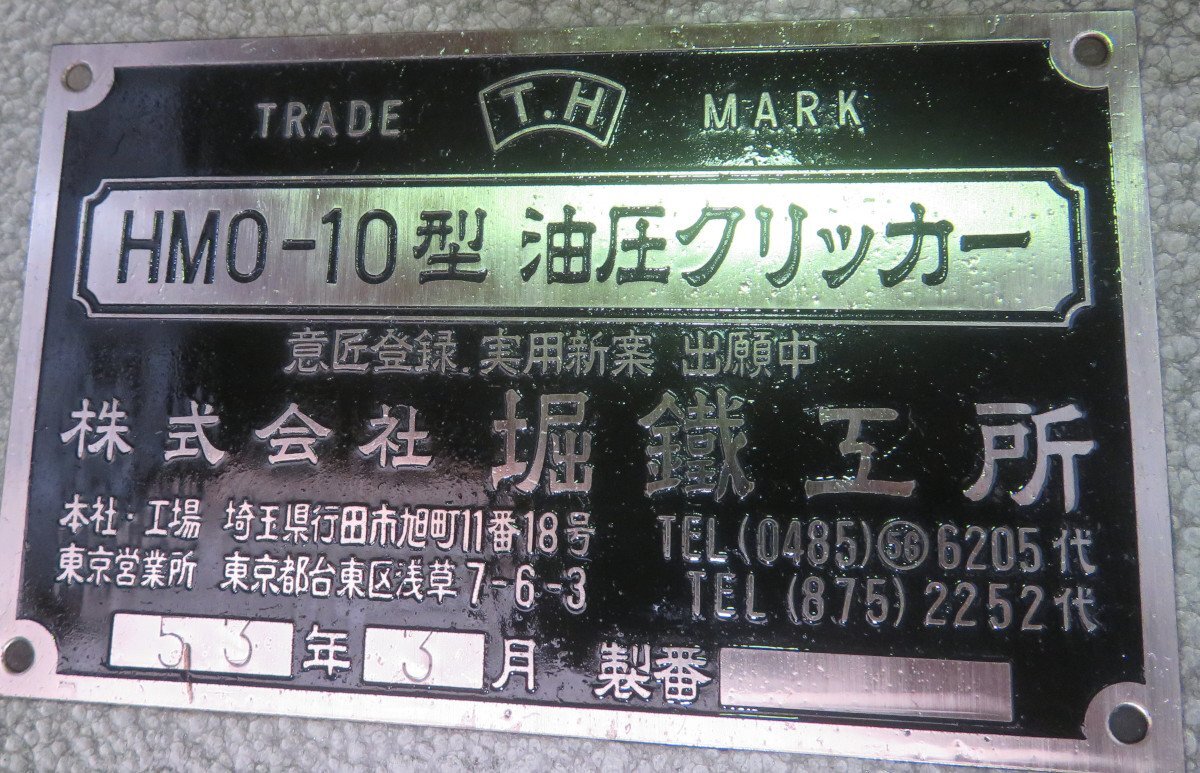 TRADE T.H MARK
HMO-10型 油圧クリッカー
意匠登録.実用新案 出願中
株式会社 堀鐵工所
本社・工場 埼玉県行田市旭町11番18号 TEL(0485)56 6205代
東京営業所 東京都台東区浅草7-6-3 TEL(875)2252代
53年3月 製番